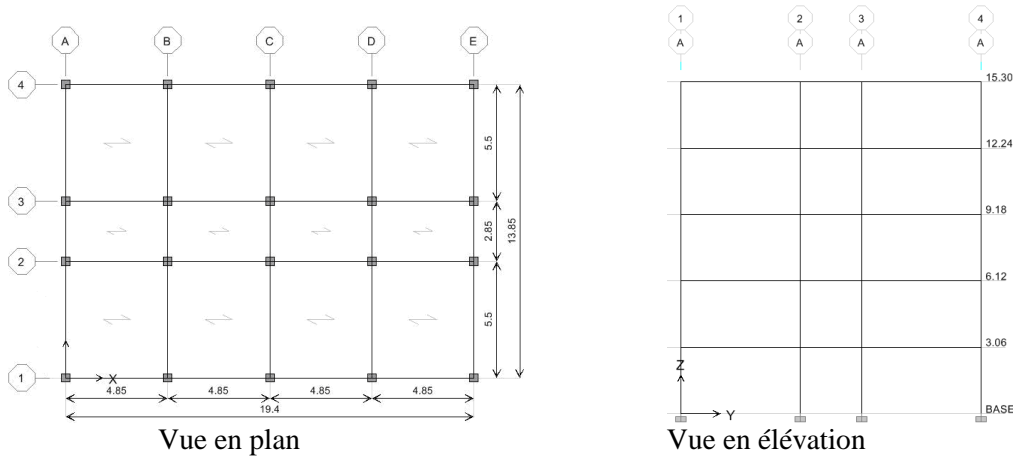 A B C D E
4
3
2
1
5.5
2.85
5.5
13.85
X
4.85 4.85 4.85 4.85
19.4
Vue en plan
1 2 3 4
A A A A
15.30
12.24
9.18
6.12
3.06
Z
BASE
Y
Vue en élévation